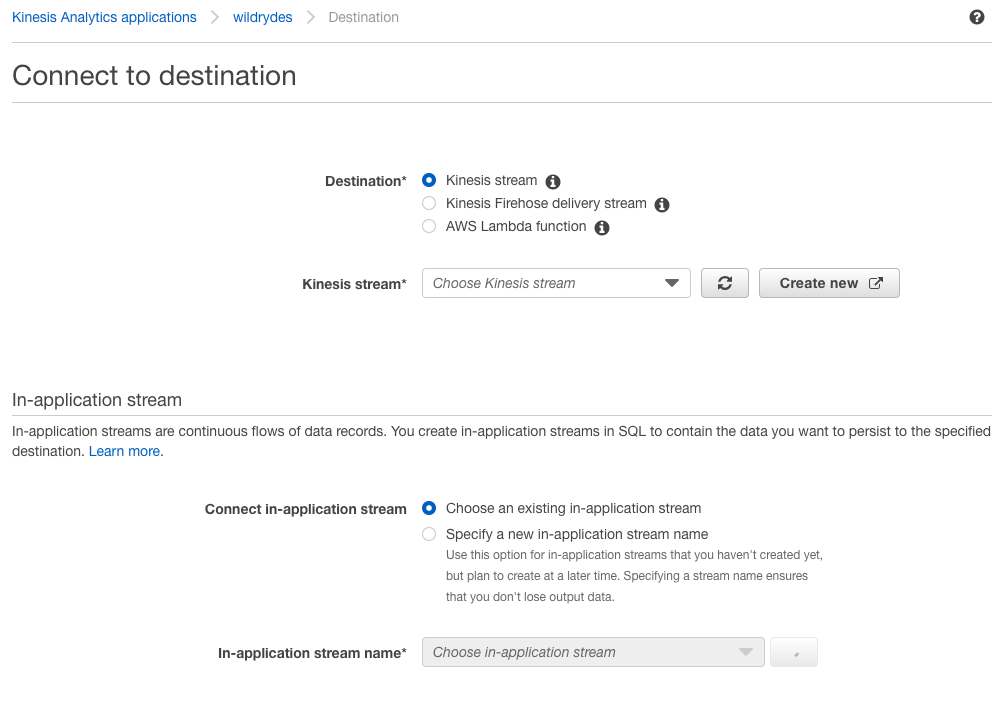 Kinesis Analytics applications wildrydes Destination
Connect to destination
Destination* Kinesis stream
Kinesis Firehose delivery stream
AWS Lambda function
Kinesis stream* Choose Kinesis stream Create new
In-application stream
In-application streams are continuous flows of data records. You create in-application streams in SQL to contain the data you want to persist to the specified
destination. Learn more.
Connect in-application stream Choose an existing in-application stream
Specify a new in-application stream name
Use this option for in-application streams that you haven't created yet,
but plan to create at a later time. Specifying a stream name ensures
that you don't lose output data.
In-application stream name* Choose in-application stream